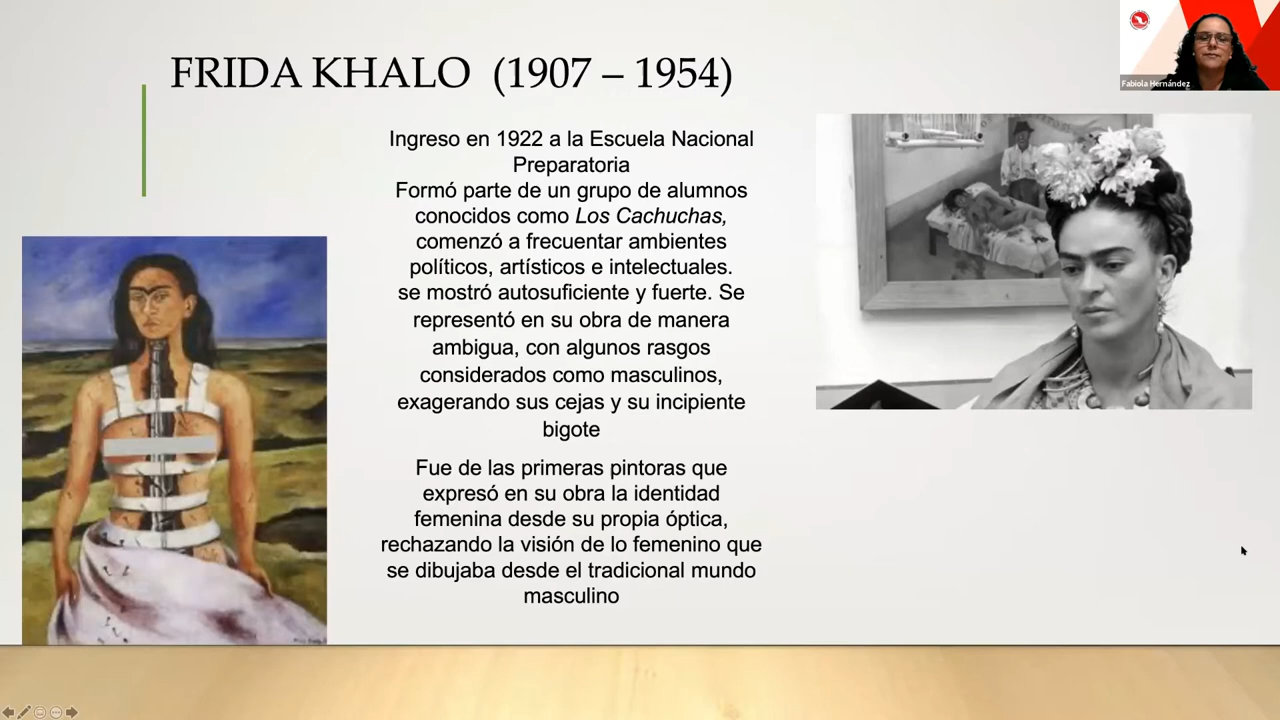 FRIDA KHALO (1907 – 1954)
Fabiola Hernández
Ingreso en 1922 a la Escuela Nacional
Preparatoria
Formó parte de un grupo de alumnos
conocidos como Los Cachuchas,
comenzó a frecuentar ambientes
políticos, artísticos e intelectuales.
se mostró autosuficiente y fuerte. Se
representó en su obra de manera
ambigua, con algunos rasgos
considerados como masculinos,
exagerando sus cejas y su incipiente
bigote
Fue de las primeras pintoras que
expresó en su obra la identidad
femenina desde su propia óptica,
rechazando la visión de lo femenino que
se dibujaba desde el tradicional mundo
masculino